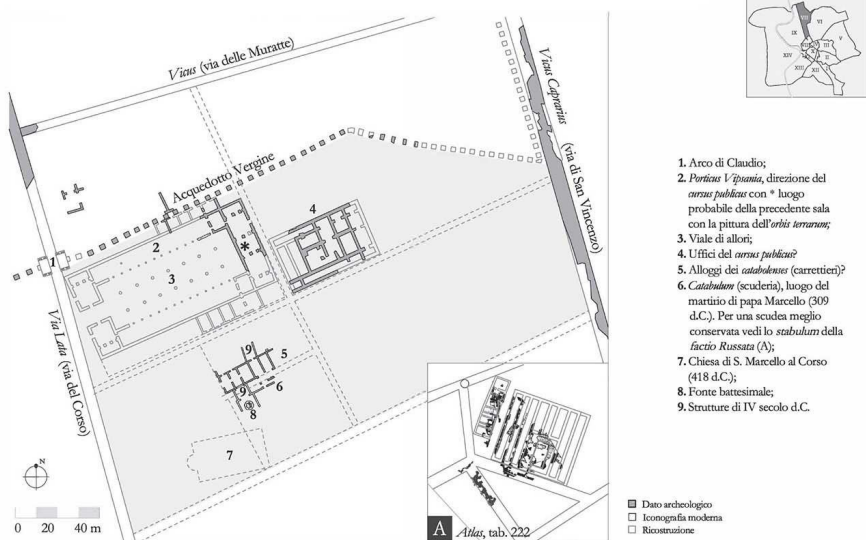 Vicus (via delle Muratte)
Vicus Caprarius (via di San Vincenzo)
Acquedotto Vergine
Via Lata (via del Corso)
1
2
3
*
4
9
5
9
6
8
7
N
0 20 40 m
A Atlas, tab. 222
VII
VI
IX
V
VIII
III
XIV
X
II
XIII
XII
1. Arco di Claudio;
2. Porticus Vipsania, direzione del
cursus publicus con * luogo
probabile della precedente sala
con la pittura dell'orbis terrarum;
3. Viale di allori;
4. Uffici del cursus publicus?
5. Alloggi dei catabolenses (carrettieri)?
6. Catabulum (scuderia), luogo del
martirio di papa Marcello (309
d.C.). Per una scudea meglio
conservata vedi lo stabulum della
factio Russata (A);
7. Chiesa di S. Marcello al Corso
(418 d.C.);
8. Fonte battesimale;
9. Strutture di IV secolo d.C.
Dato archeologico
Iconografia moderna
Ricostruzione